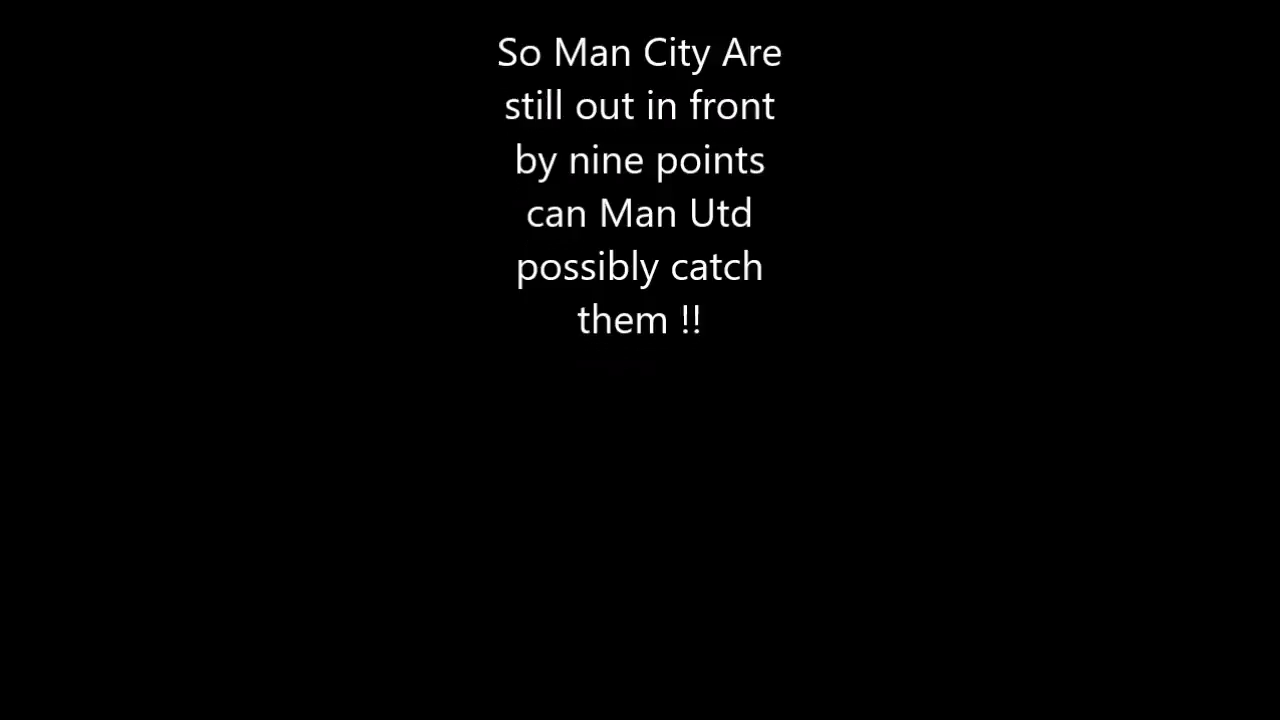 So Man City Are
still out in front
by nine points
can Man Utd
possibly catch
them !!